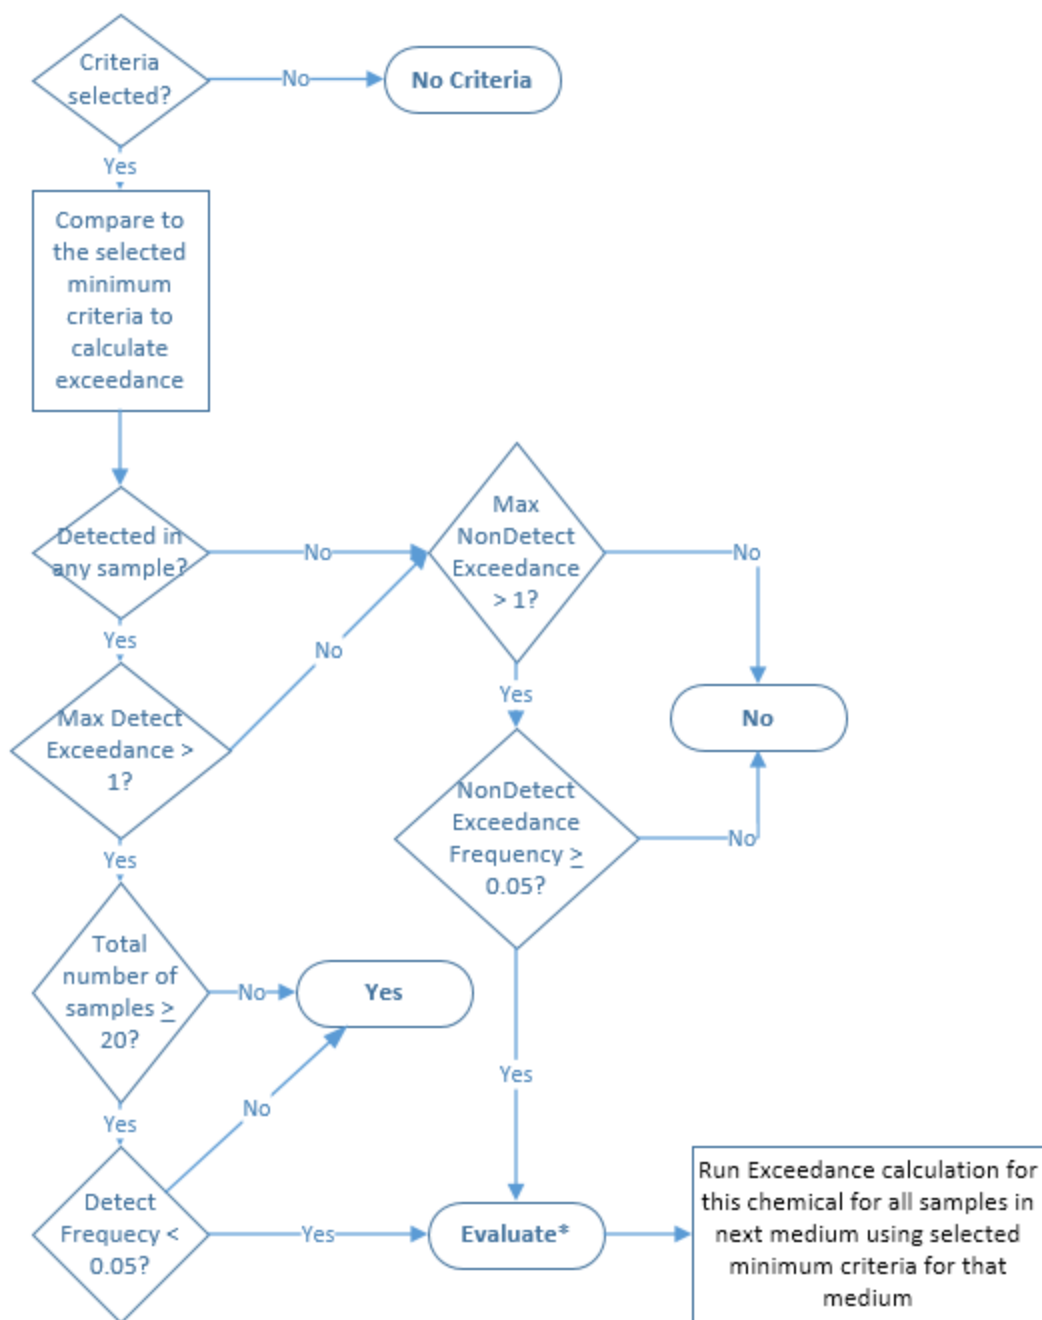 Criteria
selected?
No
No Criteria
Yes
Compare to
the selected
minimum
criteria to
calculate
exceedance
Detected in
any sample?
No
Max
NonDetect
Exceedance
> 1?
No
Yes
No
Yes
No
Max Detect
Exceedance >
1?
NonDetect
Exceedance
Frequency ≥
0.05?
No
Yes
Total
number of
samples ≥
20?
No
Yes
Yes
No
Yes
Detect
Frequecy <
0.05?
Yes
Evaluate*
Run Exceedance calculation for
this chemical for all samples in
next medium using selected
minimum criteria for that
medium